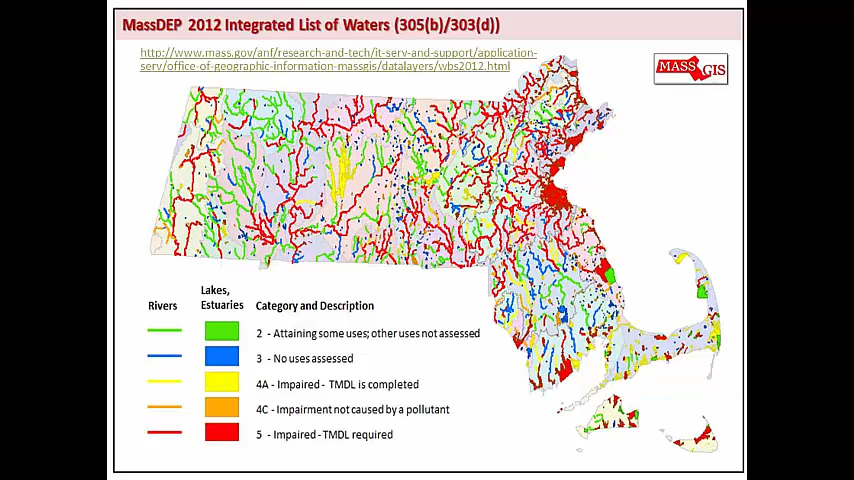 MassDEP 2012 Integrated List of Waters (305(b)/303(d))
http://www.mass.gov/anf/research-and-tech/it-serv-and-support/application-
serv/office-of-geographic-information-massgis/datalayers/wbs2012.html
MASS GIS
Rivers
Lakes,
Estuaries
Category and Description
2 - Attaining some uses; other uses not assessed
3 - No uses assessed
4A - Impaired - TMDL is completed
4C - Impairment not caused by a pollutant
5 - Impaired - TMDL required